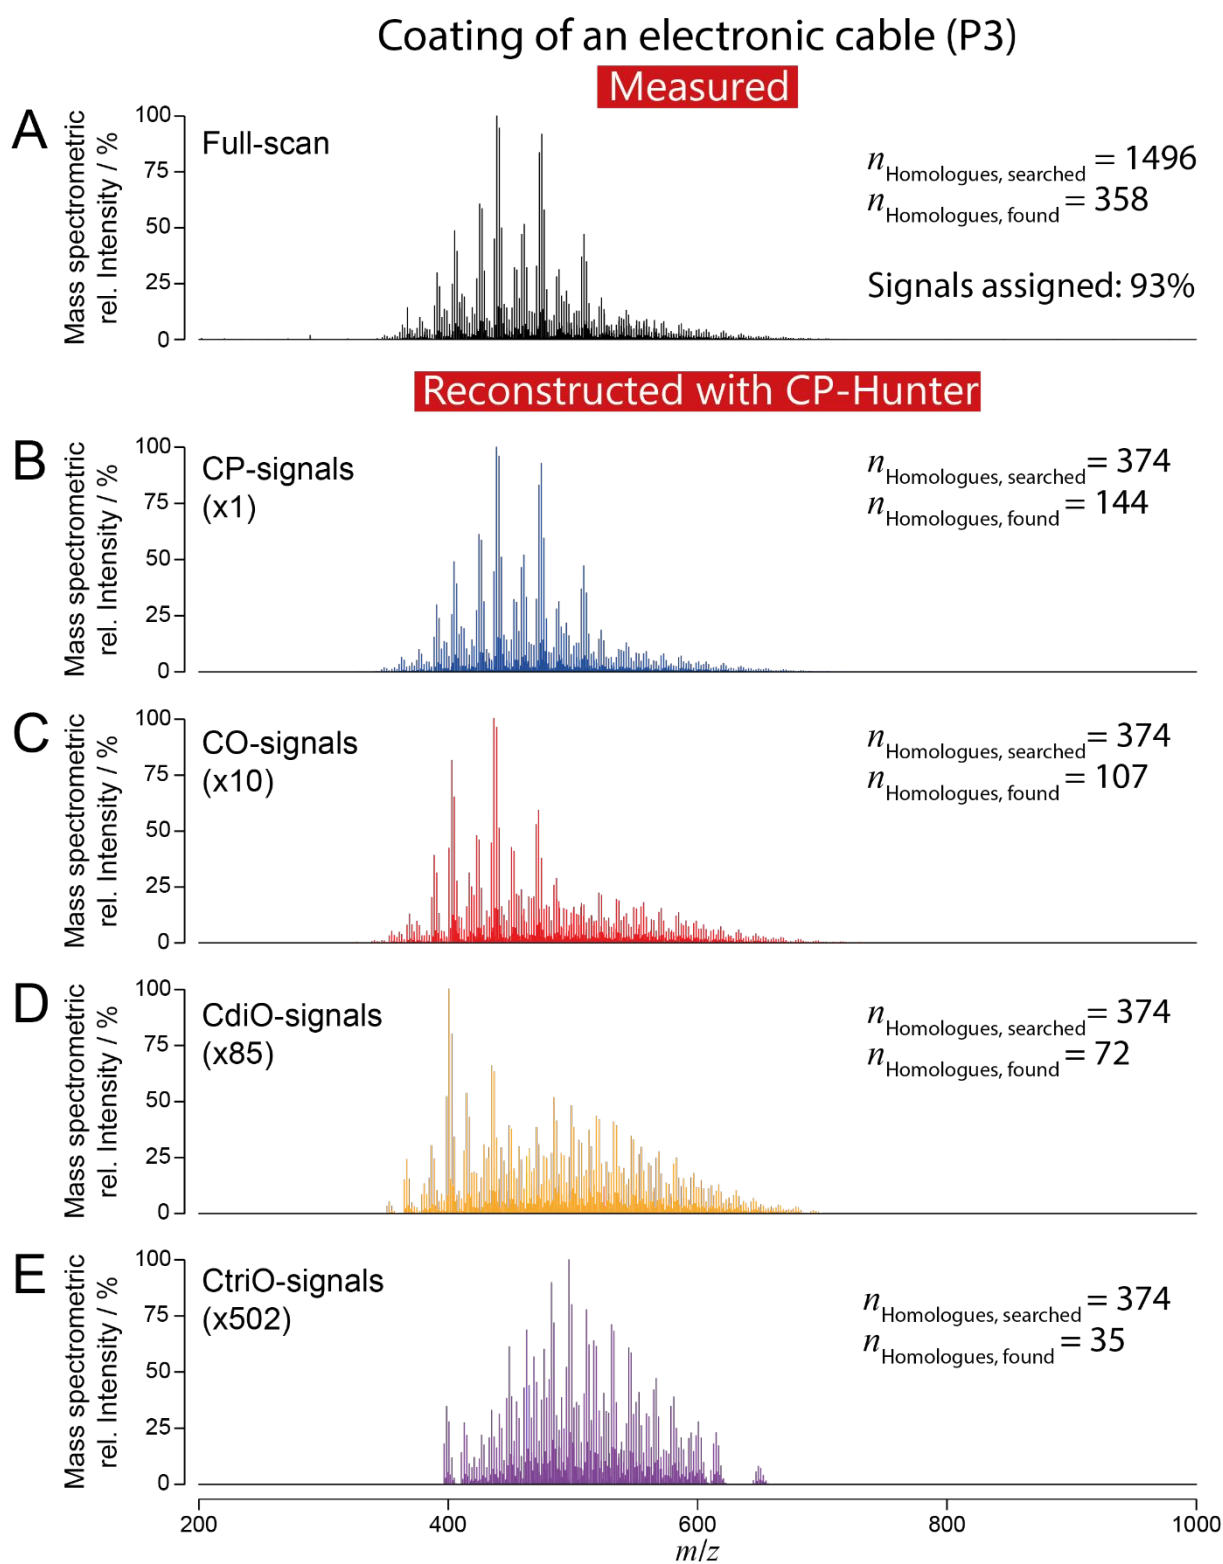 Coating of an electronic cable (P3)
Measured
A
Mass spectrometric
rel. Intensity / %
100
75
50
25
0
Full-scan
nHomologues, searched = 1496
nHomologues, found = 358
Signals assigned: 93%
Reconstructed with CP-Hunter
B
Mass spectrometric
rel. Intensity / %
100
75
50
25
0
CP-signals
(x1)
nHomologues, searched = 374
nHomologues, found = 144
C
Mass spectrometric
rel. Intensity / %
100
75
50
25
0
CO-signals
(x10)
nHomologues, searched = 374
nHomologues, found = 107
D
Mass spectrometric
rel. Intensity / %
100
75
50
25
0
CdiO-signals
(x85)
nHomologues, searched = 374
nHomologues, found = 72
E
Mass spectrometric
rel. Intensity / %
100
75
50
25
0
CtriO-signals
(x502)
nHomologues, searched = 374
nHomologues, found = 35
200 400 600 800 1000
m/z